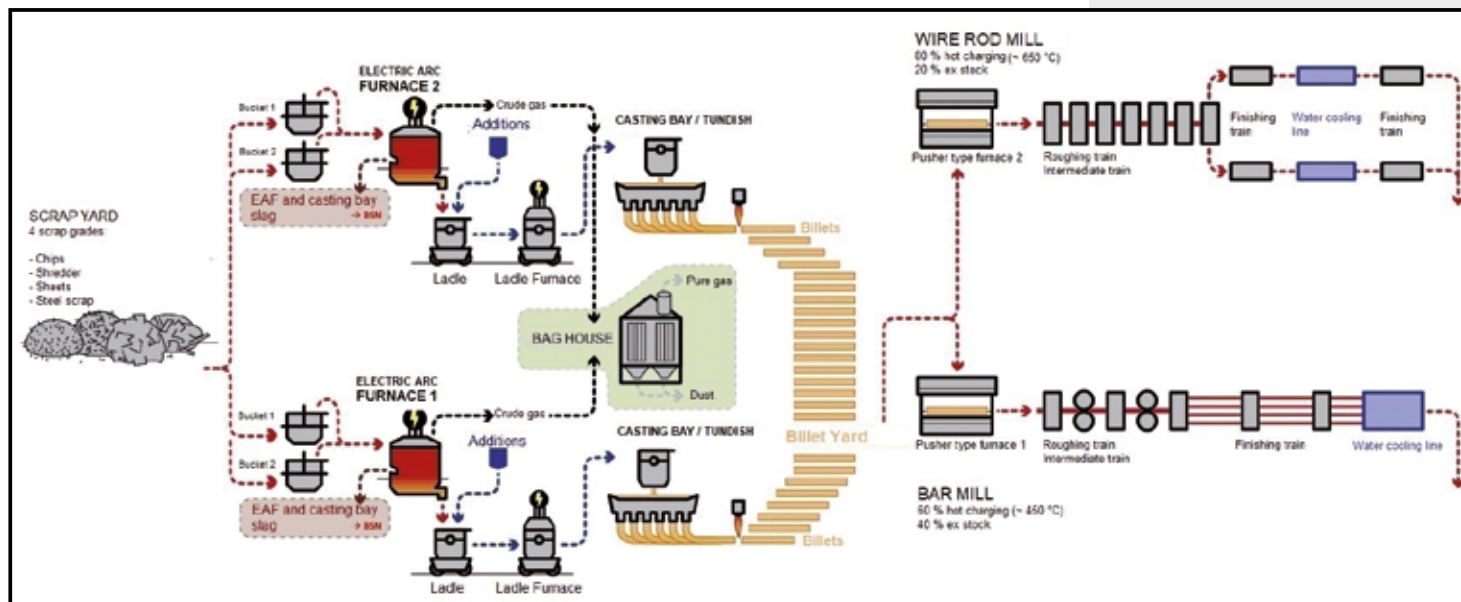 SCRAP YARD
4 scrap grades:
- Chips
- Shredder
- Sheets
- Steel scrap
Bucket 1
Bucket 2
ELECTRIC ARC
FURNACE 2
Crude gas
Additions
EAF and casting bay
slag
→ BSN
Ladle
Ladle Furnace
CASTING BAY / TUNDISH
Billets
BAG HOUSE
Pure gas
Dust
Bucket 1
Bucket 2
ELECTRIC ARC
FURNACE 1
Crude gas
Additions
EAF and casting bay
slag
→ BSN
Ladle
Ladle Furnace
CASTING BAY / TUNDISH
Billets
Billet Yard
WIRE ROD MILL
80 % hot charging (~ 650 °C)
20 % ex stock
Pusher type furnace 2
Roughing train
Intermediate train
Finishing
train
Water cooling
line
Finishing
train
Pusher type furnace 1
Roughing train
Intermediate train
Finishing train
Water cooling line
BAR MILL
60 % hot charging (~ 450 °C)
40 % ex stock